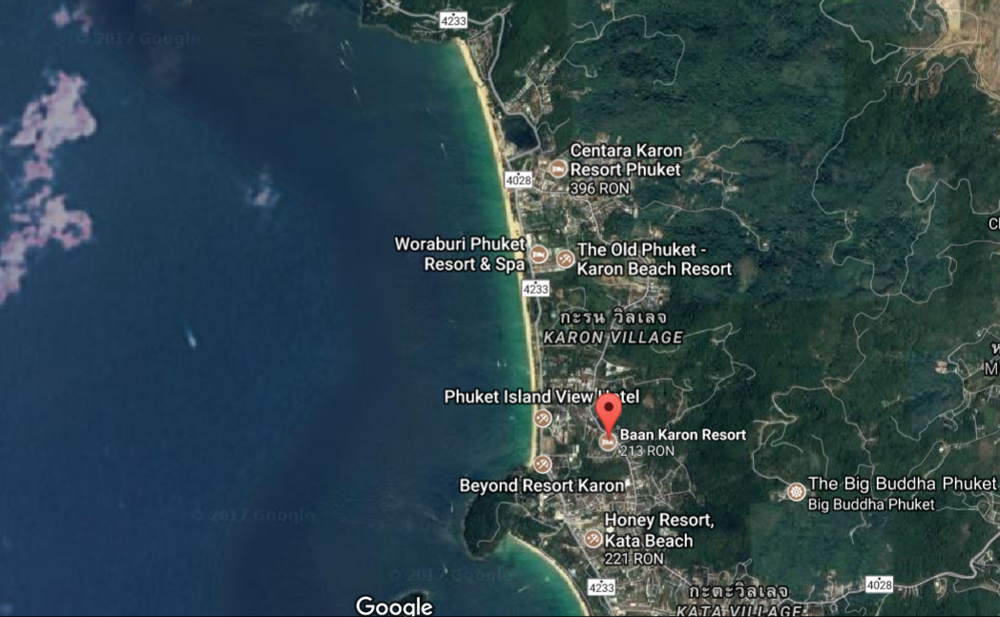 4233
© 2017 Google
Centara Karon
Resort Phuket
396 RON
4028
Woraburi Phuket
Resort & Spa
The Old Phuket -
Karon Beach Resort
4233
กะรน วิลเลจ
KARON VILLAGE
Phuket Island View Hotel
Baan Karon Resort
213 RON
Beyond Resort Karon
The Big Buddha Phuket
Big Buddha Phuket
© 2017 Google
Honey Resort,
Kata Beach
221 RON
© 2017 Google
4233
4028
กะตะวิลเลจ
KATA VILLAGE
Google